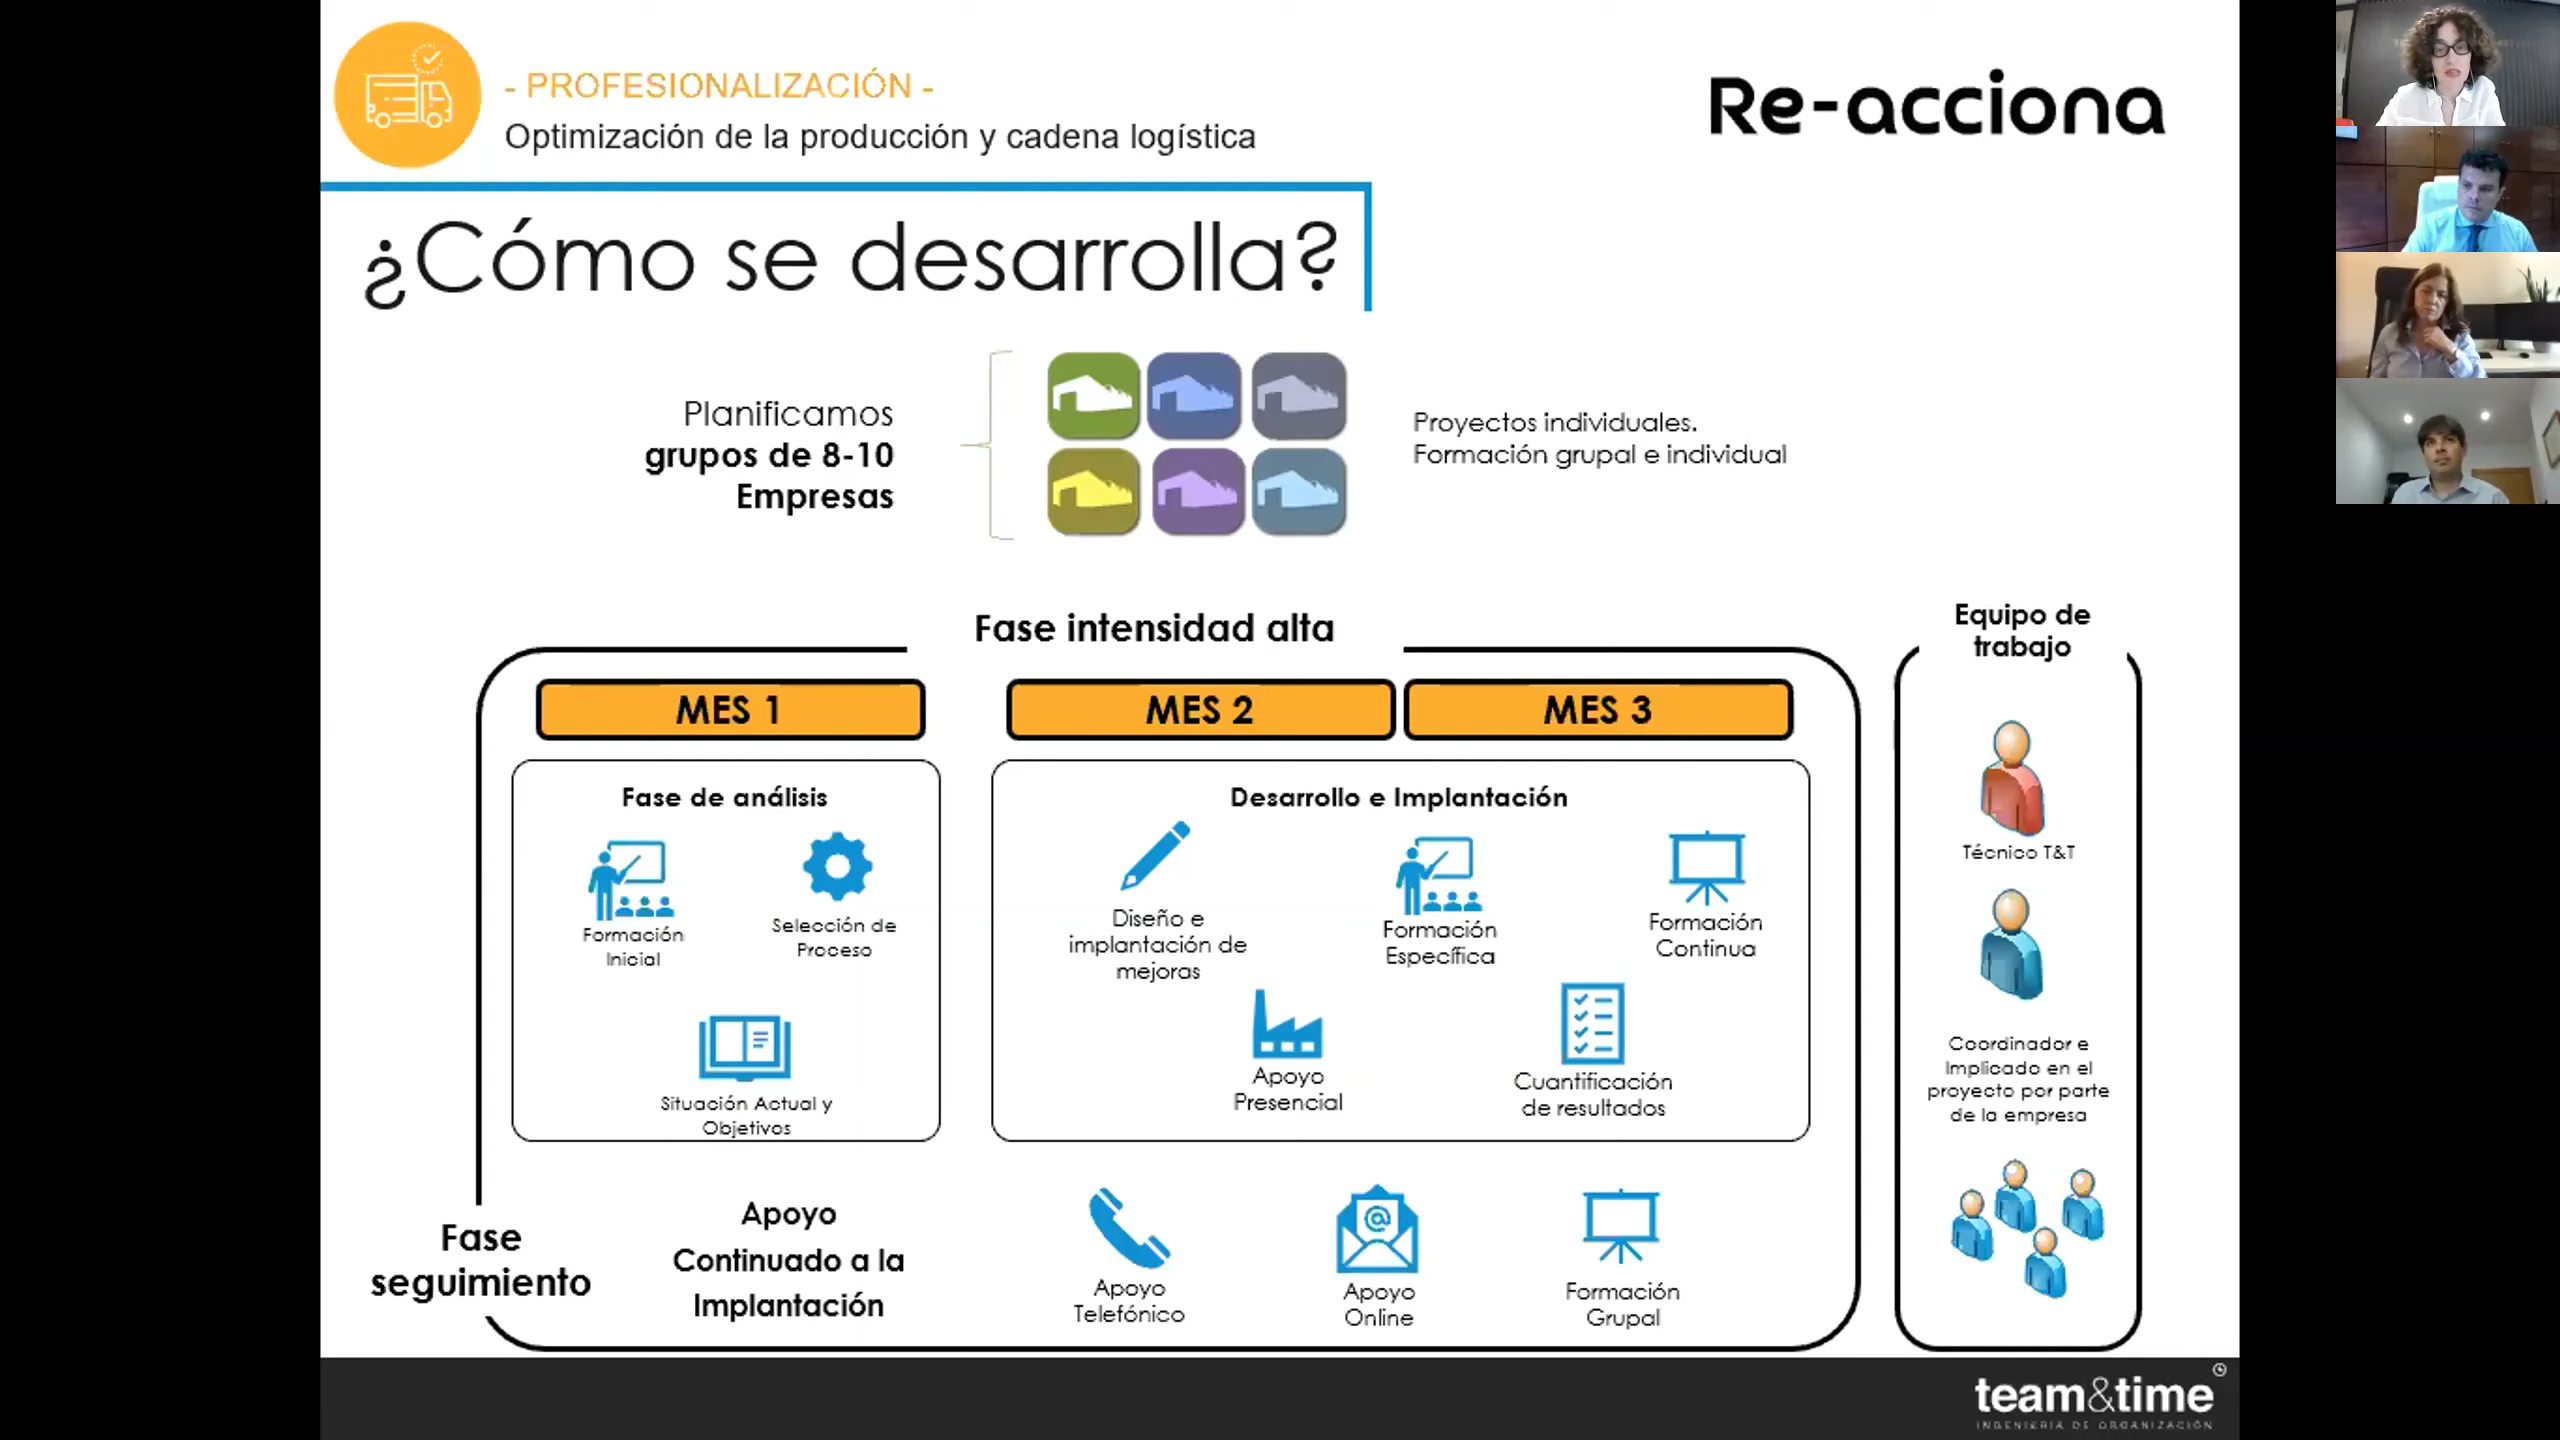 - PROFESIONALIZACIÓN -
Optimización de la producción y cadena logística
Re-acciona
¿Cómo se desarrolla?
Planificamos
grupos de 8-10
Empresas
Proyectos individuales.
Formación grupal e individual
Fase intensidad alta
MES 1
MES 2
MES 3
Fase de análisis
Formación
Inicial
Selección de
Proceso
Situación Actual y
Objetivos
Desarrollo e Implantación
Diseño e
implantación de
mejoras
Formación
Específica
Formación
Continua
Apoyo
Presencial
Cuantificación
de resultados
Fase
seguimiento
Apoyo
Continuado a la
Implantación
Apoyo
Telefónico
@
Apoyo
Online
Formación
Grupal
Equipo de
trabajo
Técnico T&T
Coordinador e
Implicado en el
proyecto por parte
de la empresa
team&time
INGENIERÍA DE ORGANIZACIÓN